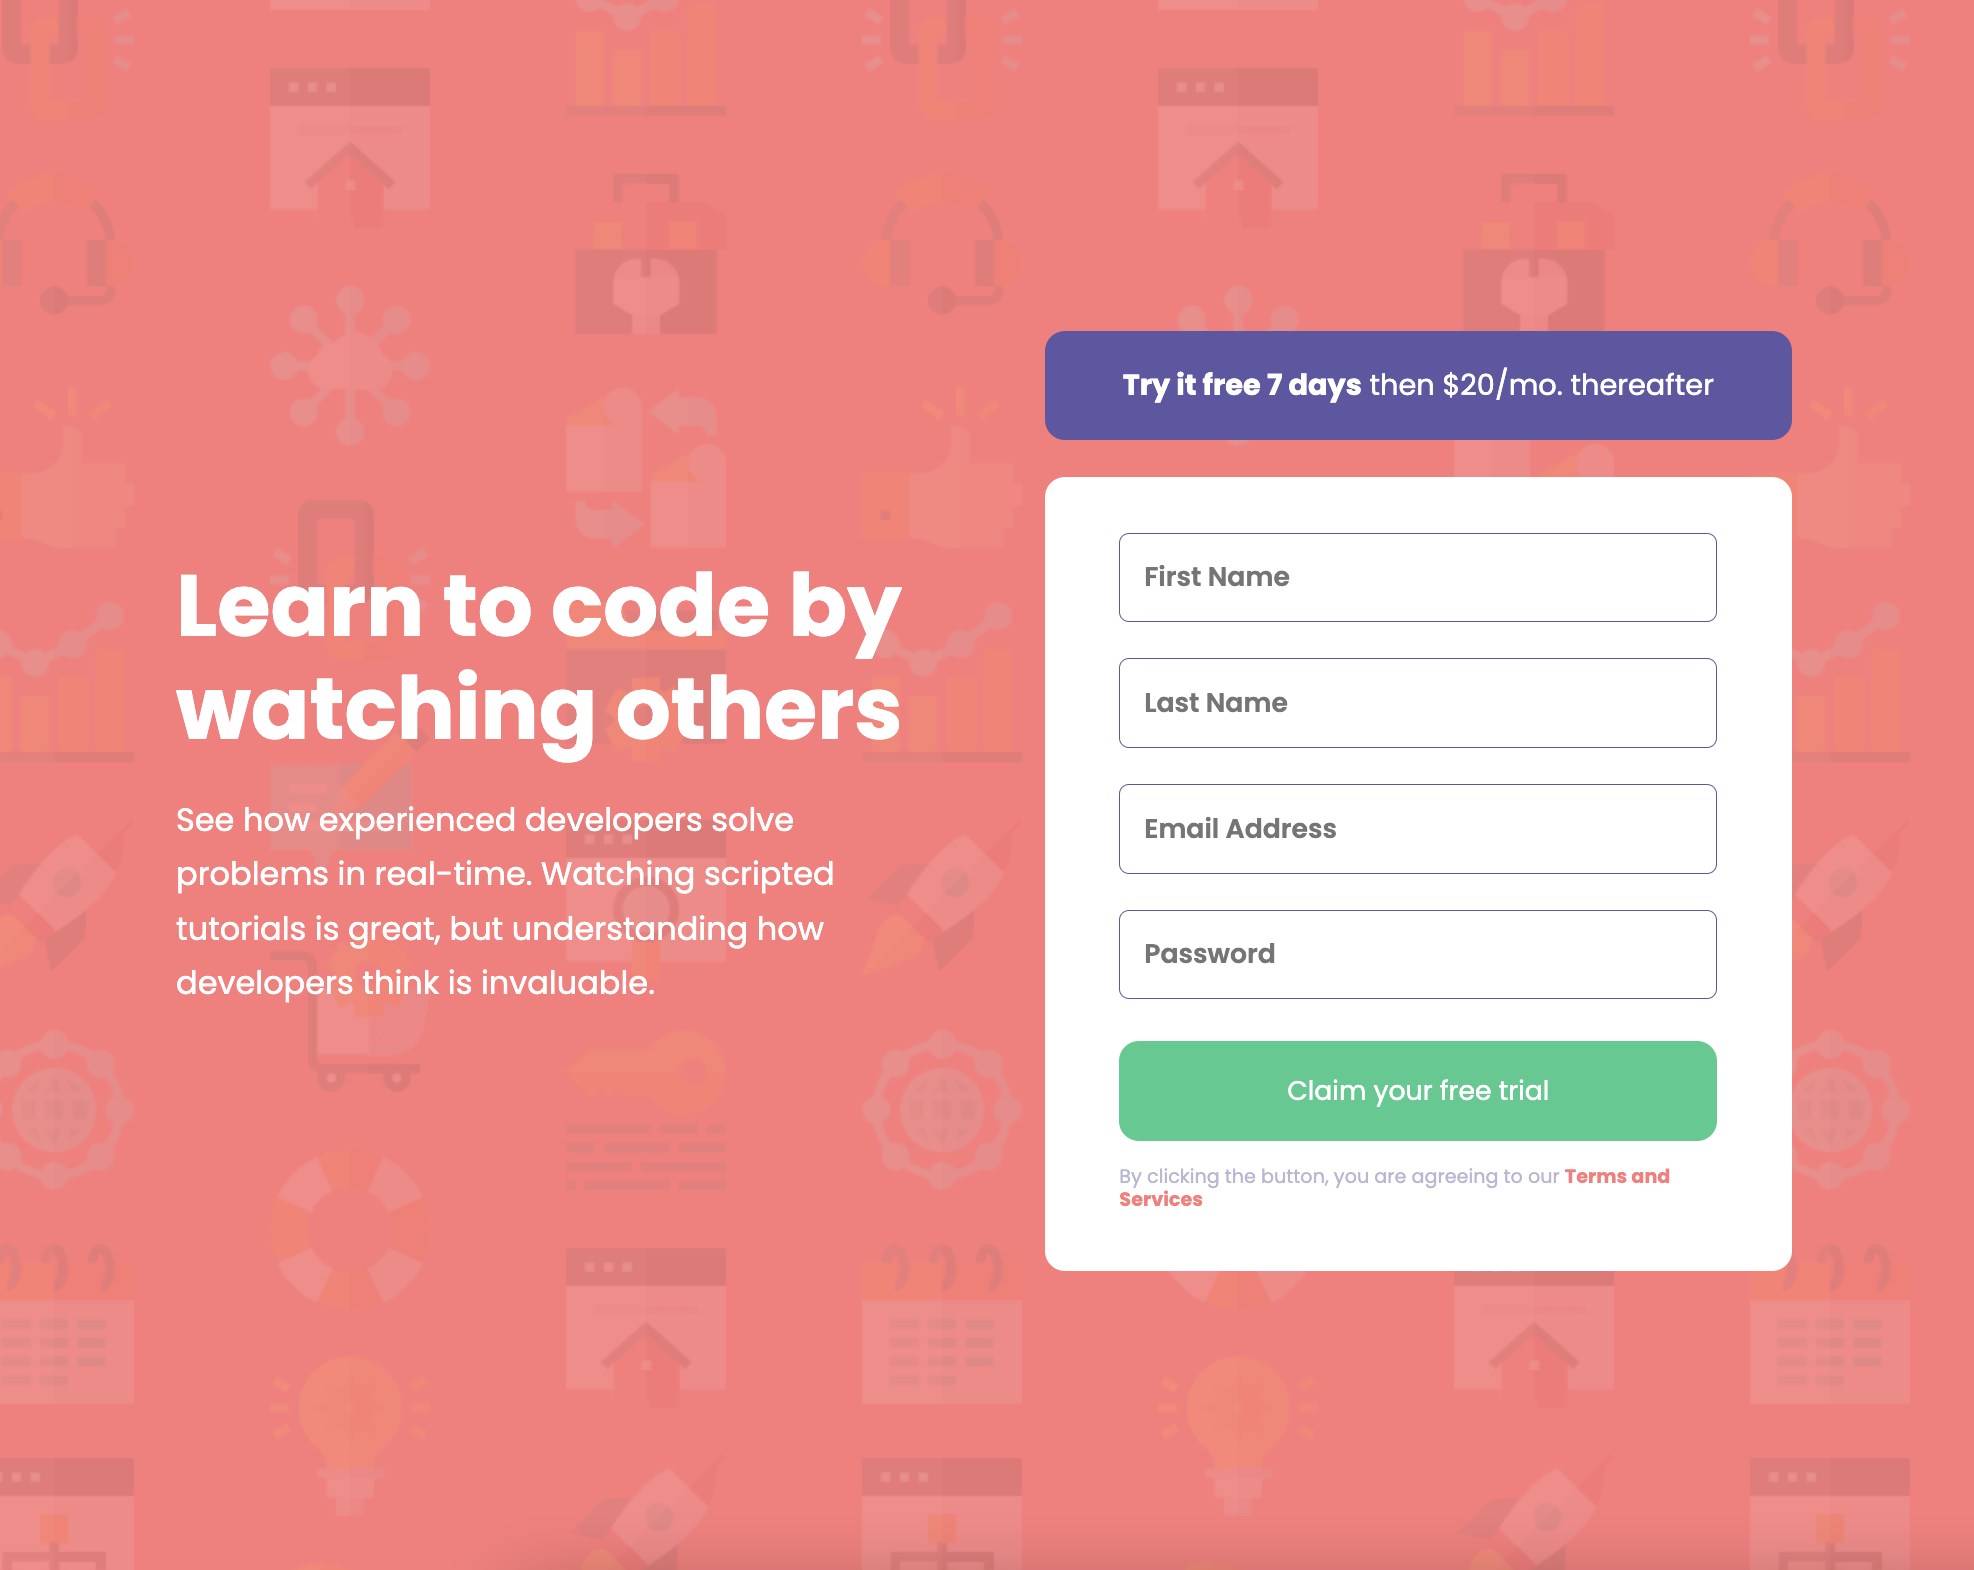 Learn to code by
watching others
See how experienced developers solve
problems in real-time. Watching scripted
tutorials is great, but understanding how
developers think is invaluable.
Try it free 7 days then $20/mo. thereafter
First Name
Last Name
Email Address
Password
Claim your free trial
By clicking the button, you are agreeing to our Terms and
Services